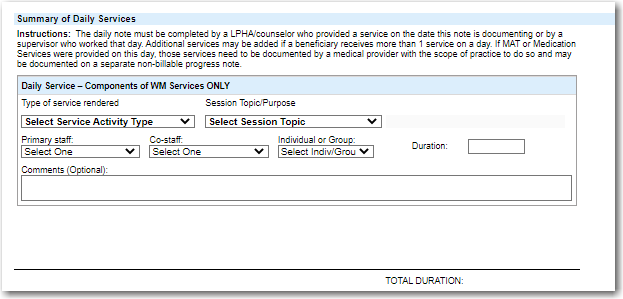 Summary of Daily Services
Instructions: The daily note must be completed by a LPHA/counselor who provided a service on the date this note is documenting or by a
supervisor who worked that day. Additional services may be added if a beneficiary receives more than 1 service on a day. If MAT or Medication
Services were provided on this day, those services need to be documented by a medical provider with the scope of practice to do so and may
be documented on a separate non-billable progress note.
Daily Service – Components of WM Services ONLY
Type of service rendered Session Topic/Purpose
Select Service Activity Type Select Session Topic
Primary staff: Co-staff: Individual or Group: Duration:
Select One Select One Select Indiv/Grou
Comments (Optional):
TOTAL DURATION: